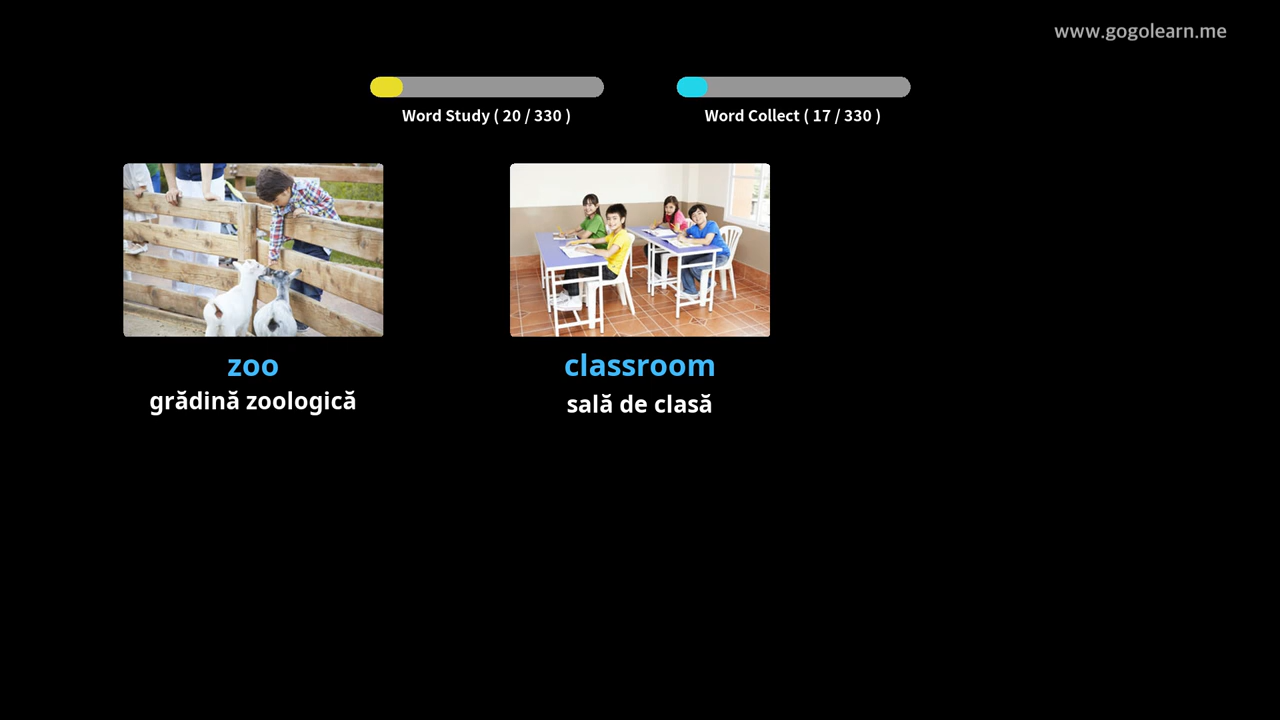 www.gogolearn.me
Word Study ( 20 / 330 )
Word Collect ( 17 / 330 )
zoo
grădină zoologică
classroom
sală de clasă